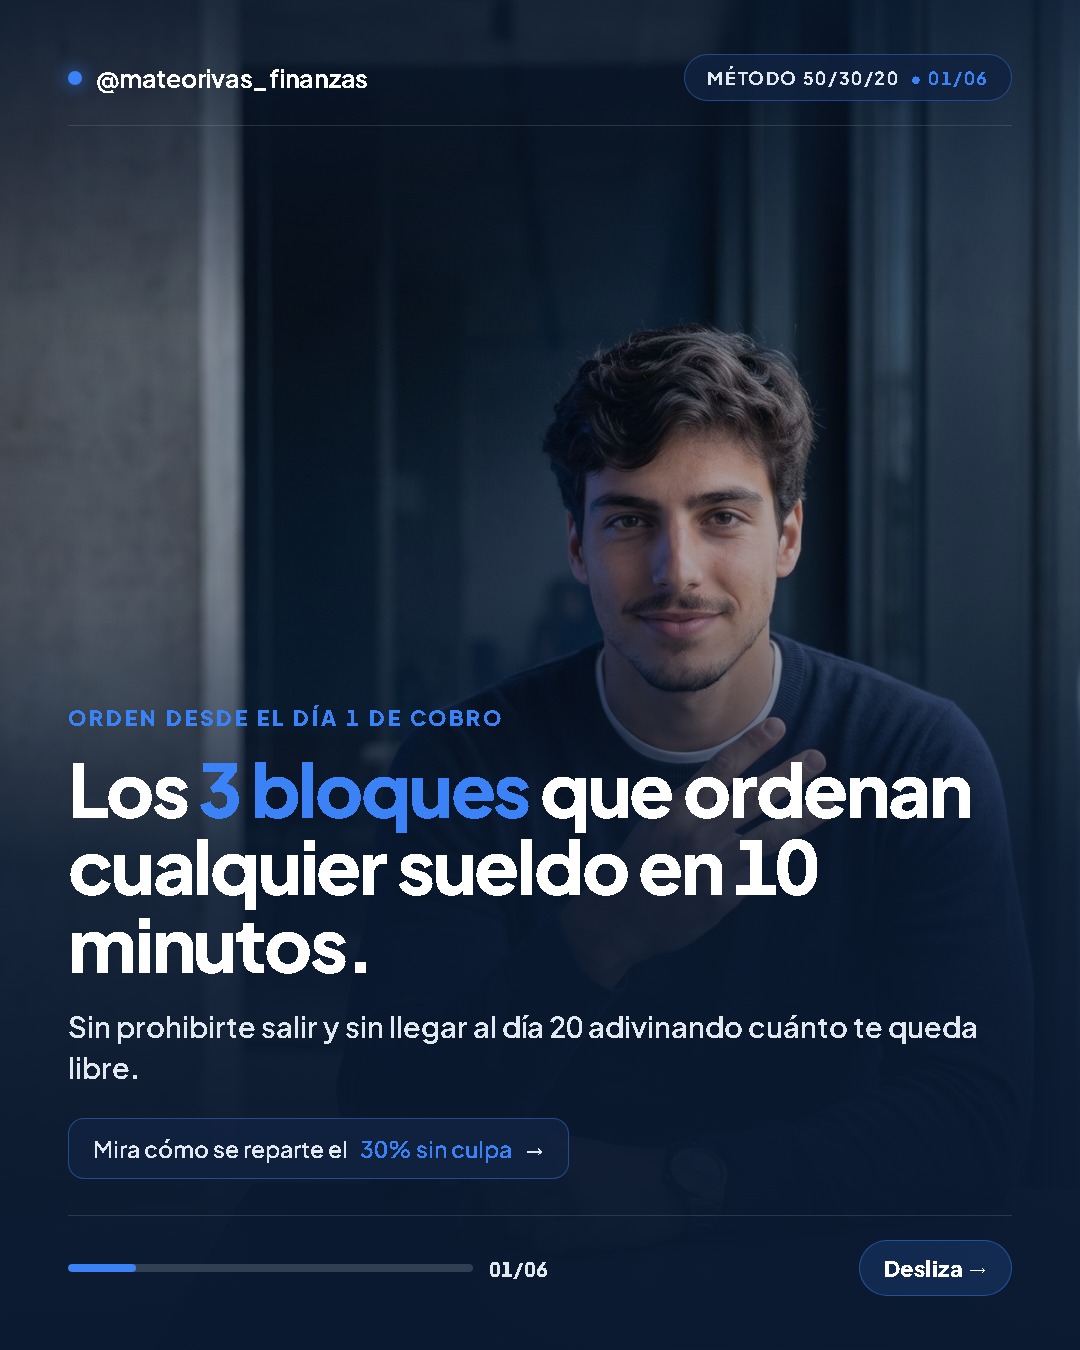 @mateorivas_finanzas
MÉTODO 50/30/20 • 01/06
ORDEN DESDE EL DÍA 1 DE COBRO
Los 3 bloques que ordenan
cualquier sueldo en 10
minutos.
Sin prohibirte salir y sin llegar al día 20 adivinando cuánto te queda
libre.
Mira cómo se reparte el 30% sin culpa →
01/06
Desliza →